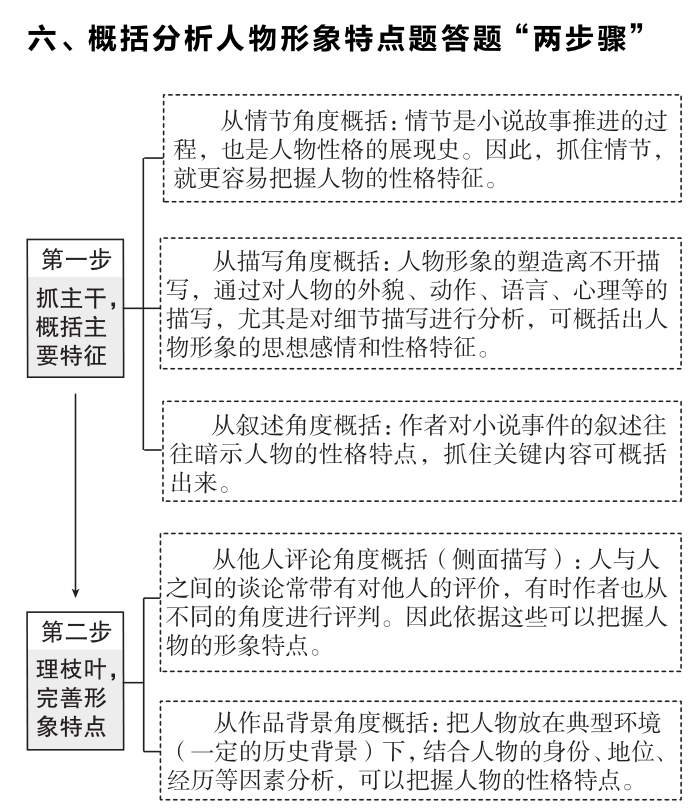 六、概括分析人物形象特点题答题“两步骤”
从情节角度概括：情节是小说故事推进的过
程，也是人物性格的展现史。因此，抓住情节，
就更容易把握人物的性格特征。
第一步
抓主干，
概括主
要特征
从描写角度概括：人物形象的塑造离不开描
写，通过对人物的外貌、动作、语言、心理等的
描写，尤其是对细节描写进行分析，可概括出人
物形象的思想感情和性格特征。
从叙述角度概括：作者对小说事件的叙述往
往暗示人物的性格特点，抓住关键内容可概括
出来。
第二步
理枝叶，
完善形
象特点
从他人评论角度概括（侧面描写）：人与人
之间的谈论常带有对他人的评价，有时作者也从
不同的角度进行评判。因此依据这些可以把握人
物的形象特点。
从作品背景角度概括：把人物放在典型环境
（一定的历史背景）下，结合人物的身份、地位、
经历等因素分析，可以把握人物的性格特点。